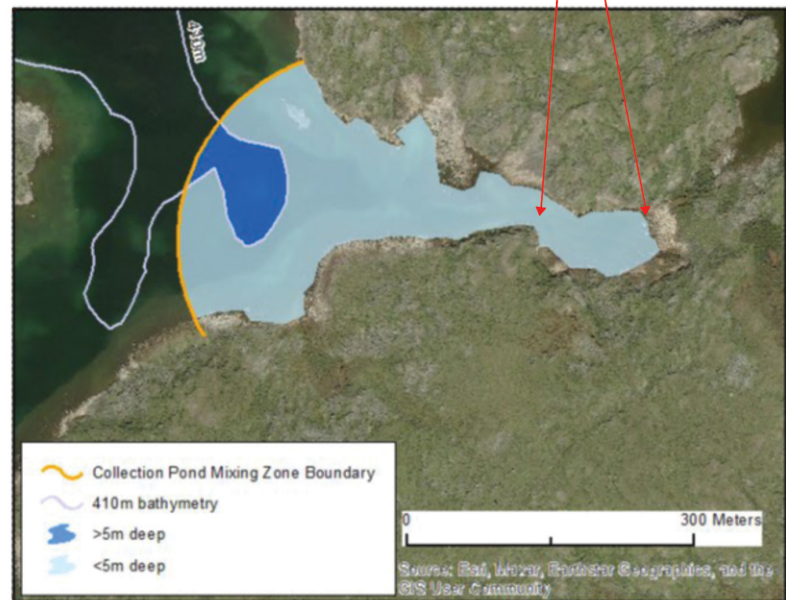 410m
Collection Pond Mixing Zone Boundary
410m bathymetry
>5m deep
<5m deep
0 300 Meters
Source: Esri, Maxar, Earthstar Geographics, and the
GIS User Community